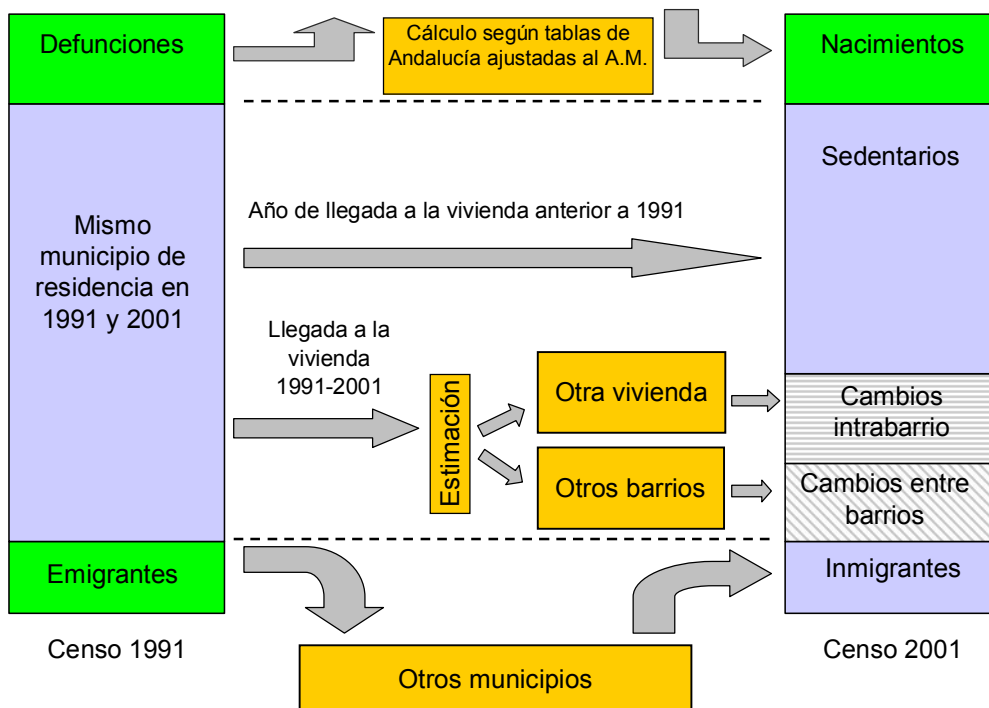 Defunciones
Cálculo según tablas de
Andalucía ajustadas al A.M.
Nacimientos
Sedentarios
Mismo
municipio de
residencia en
1991 y 2001
Año de llegada a la vivienda anterior a 1991
Llegada a la
vivienda
1991-2001
Estimación
Otra vivienda
Otros barrios
Cambios
intrabarrio
Cambios entre
barrios
Emigrantes
Inmigrantes
Censo 1991
Otros municipios
Censo 2001